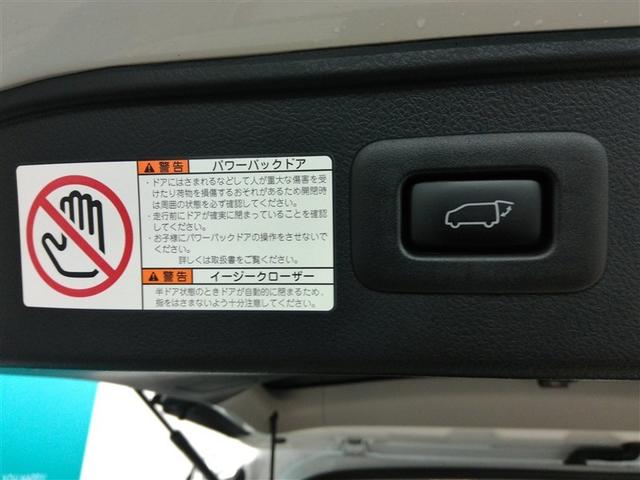 警告 パワーバックドア
・ドアにはさまれるなどして人が重大な傷害を受
けたり荷物を損傷するおそれがあるため開閉時
は周囲の状態を必ず確認してください。
・走行前にドアが確実に閉まっていることを確認
してください。
・お子様にパワーバックドアの操作をさせないで
ください。
詳しくは取扱書をご覧ください。
警告 イージークローザー
半ドア状態のときドアが自動的に閉まるため、
指をはさまないよう十分注意してください。